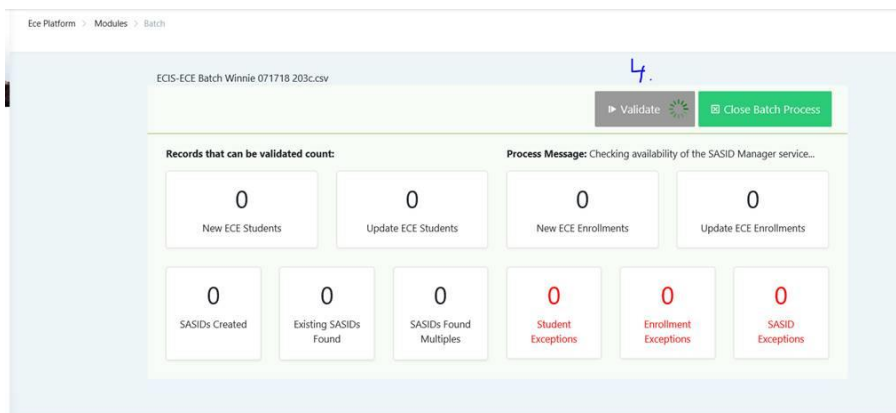 Ece Platform > Modules > Batch
ECIS-ECE Batch Winnie 071718 203c.csv
4.
Validate
Close Batch Process
Records that can be validated count:
Process Message: Checking availability of the SASID Manager service...
0
New ECE Students
0
Update ECE Students
0
New ECE Enrollments
0
Update ECE Enrollments
0
SASIDs Created
0
Existing SASIDs
Found
0
SASIDs Found
Multiples
0
Student
Exceptions
0
Enrollment
Exceptions
0
SASID
Exceptions